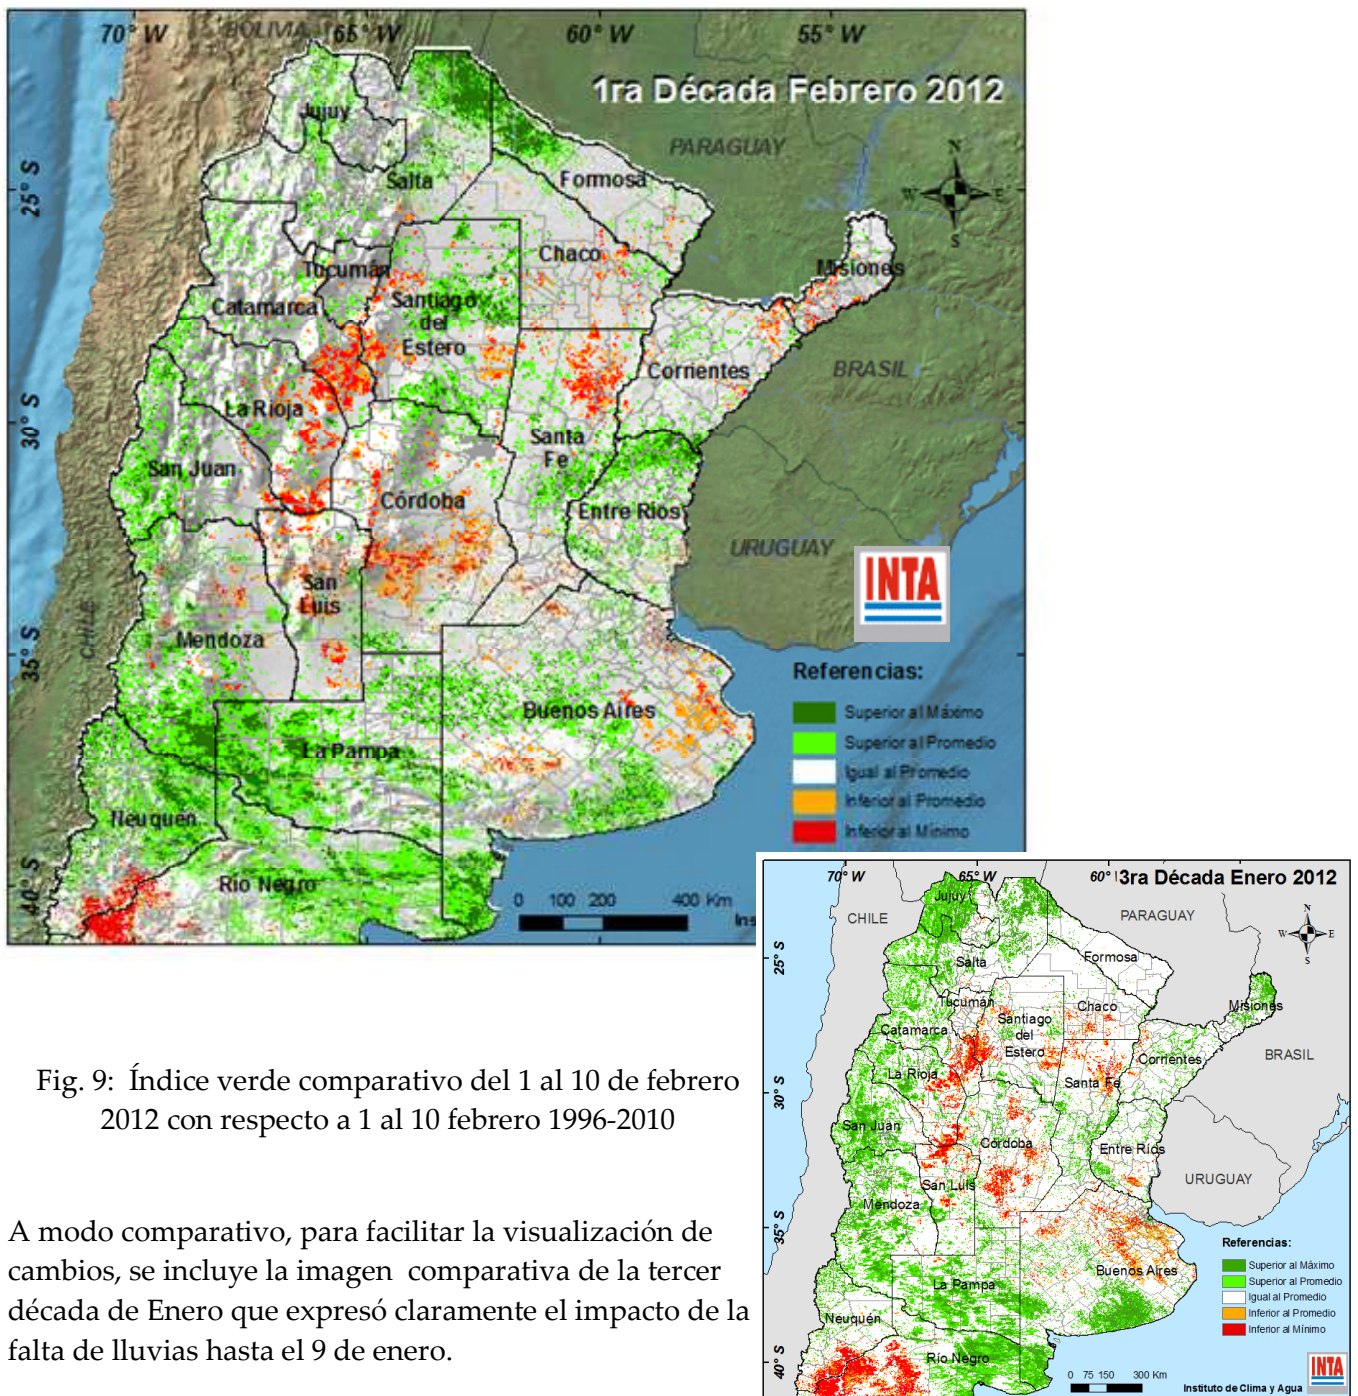 70° W
BOLIVIA
65° W
60° W
55° W
1ra Década Febrero 2012
Jujuy
PARAGUAY
N
W
E
S
25° S
Salta
Formosa
Chaco
Misiones
Tucumán
Catamarca
Santiago
del
Estero
Corrientes
BRASIL
30° S
La Rioja
Santa
Fe
San Juan
Córdoba
Entre Ríos
URUGUAY
INTA
San
Luis
CHILE
Mendoza
35° S
Referencias:
Superior al Máximo
Superior al Promedio
Igual al Promedio
Inferior al Promedio
Inferior al Mínimo
Buenos Aires
La Pampa
Neuquén
Río Negro
40° S
0 100 200 400 Km
Ins
70° W
65° W
60°
3ra Década Enero 2012
Jujuy
CHILE
PARAGUAY
N
W
E
S
25° S
Salta
Formosa
Tucumán
Santiago
del
Estero
Chaco
Misiones
Catamarca
Corrientes
BRASIL
La Rioja
Santa Fe
30° S
San Juan
Córdoba
Entre Ríos
San Luis
URUGUAY
Mendoza
35° S
Referencias:
Superior al Máximo
Superior al Promedio
Igual al Promedio
Inferior al Promedio
Inferior al Mínimo
Buenos Aires
La Pampa
Neuquén
Río Negro
40° S
0 75 150 300 Km
Instituto de Clima y Agua
INTA
Fig. 9: Índice verde comparativo del 1 al 10 de febrero
2012 con respecto a 1 al 10 febrero 1996-2010
A modo comparativo, para facilitar la visualización de
cambios, se incluye la imagen comparativa de la tercer
década de Enero que expresó claramente el impacto de la
falta de lluvias hasta el 9 de enero.